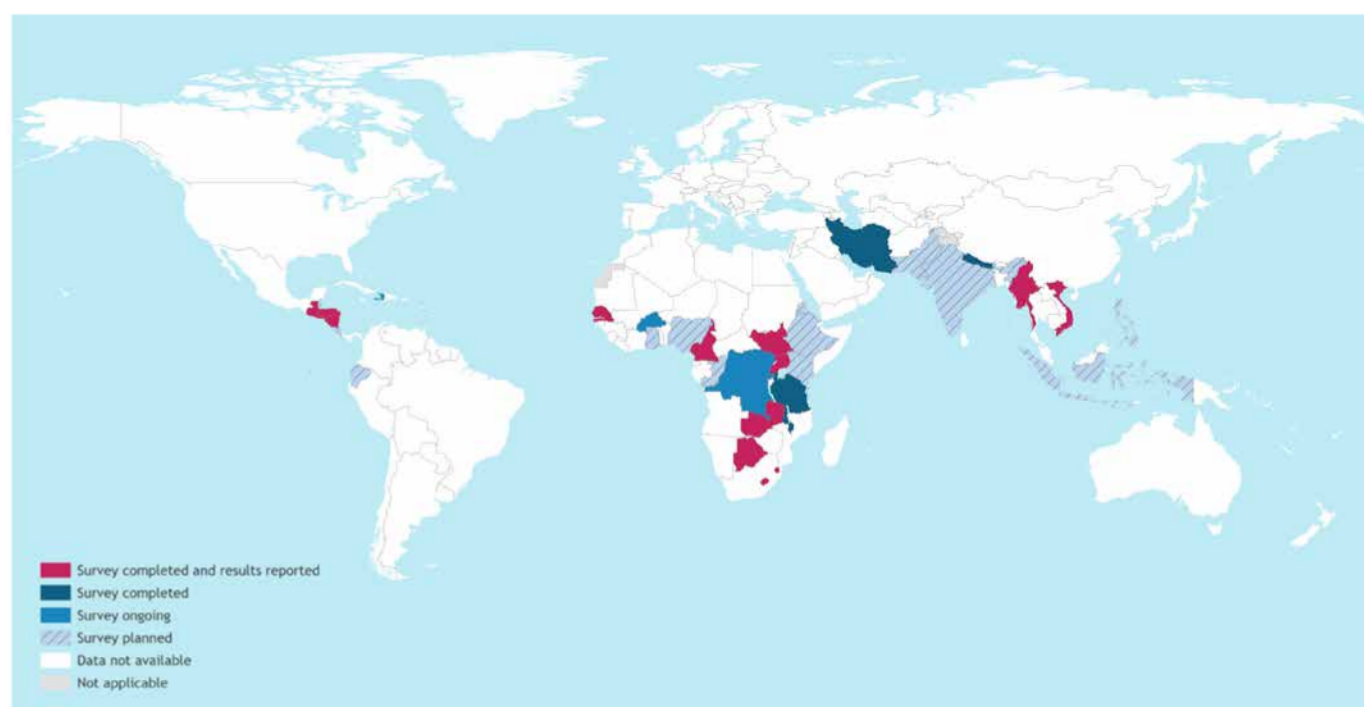 Survey completed and results reported
Survey completed
Survey ongoing
Survey planned
Data not available
Not applicable